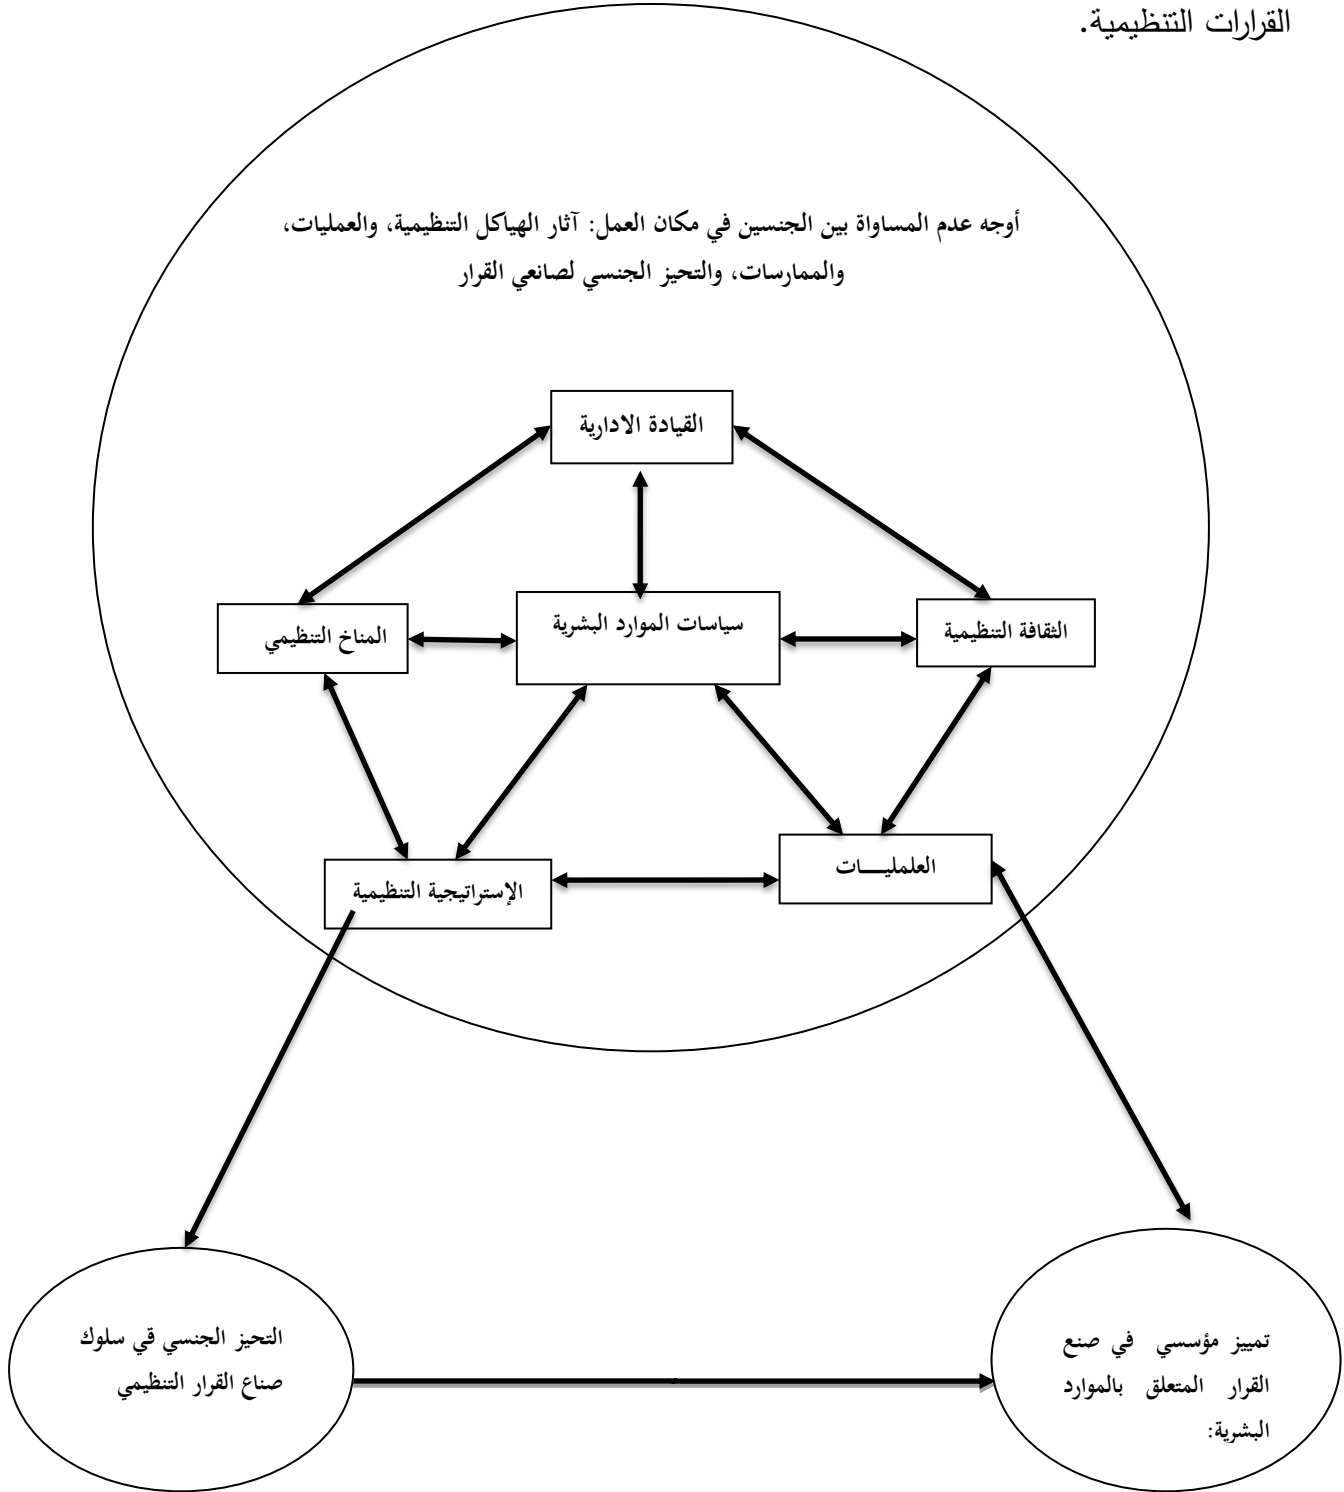 القرارات التنظيمية.
أوجه عدم المساواة بين الجنسين في مكان العمل: آثار الهياكل التنظيمية، والعمليات،
والممارسات، والتحيز الجنسي لصانعي القرار
القيادة الادارية
الثقافة التنظيمية
سياسات الموارد البشرية
المناخ التنظيمي
العلمليـــات
الإستراتيجية التنظيمية
تمييز مؤسسي في صنع
القرار المتعلق بالموارد
البشرية:
التحيز الجنسي قي سلوك
صناع القرار التنظيمي